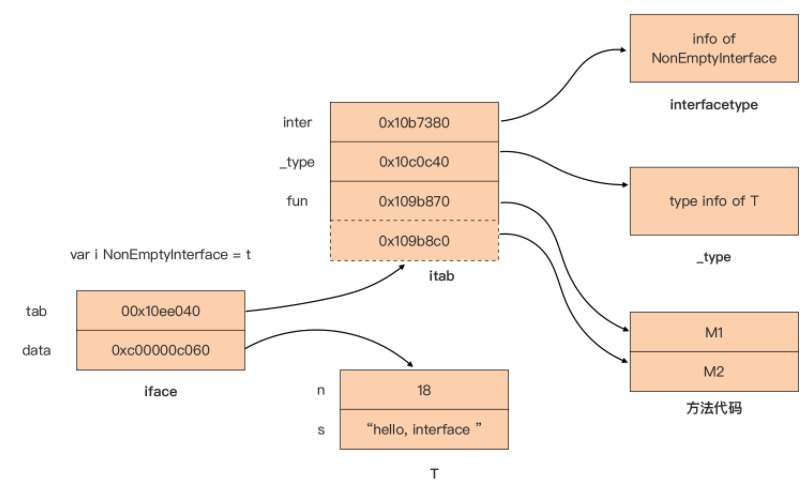 info of
NonEmptyInterface
interfacetype
inter
0x10b7380
_type
0x10c0c40
fun
0x109b870
0x109b8c0
itab
type info of T
_type
var i NonEmptyInterface = t
tab
00x10ee040
data
0xc00000c060
iface
n
18
s
“hello, interface ”
T
M1
M2
方法代码